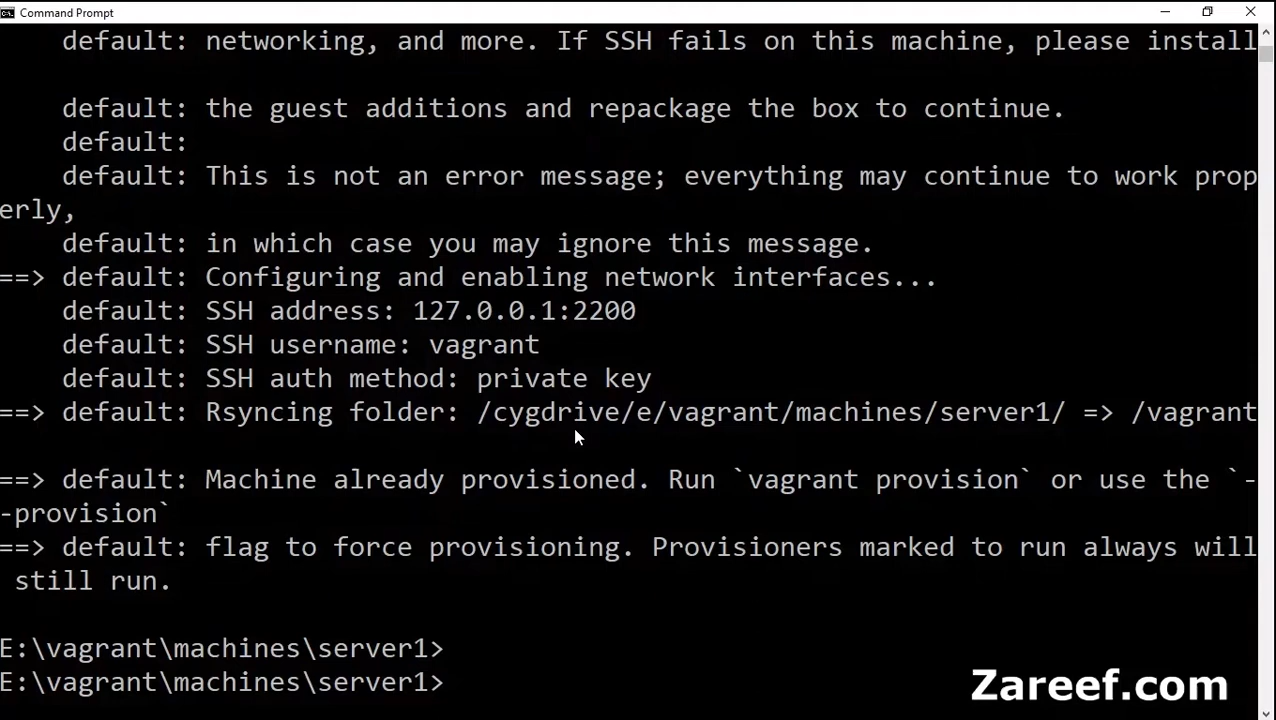 Command Prompt
default: networking, and more. If SSH fails on this machine, please install
default: the guest additions and repackage the box to continue.
default:
default: This is not an error message; everything may continue to work prop
erly,
default: in which case you may ignore this message.
==> default: Configuring and enabling network interfaces...
default: SSH address: 127.0.0.1:2200
default: SSH username: vagrant
default: SSH auth method: private key
==> default: Rsyncing folder: /cygdrive/e/vagrant/machines/server1/ => /vagrant
==> default: Machine already provisioned. Run `vagrant provision` or use the `-
-provision`
==> default: flag to force provisioning. Provisioners marked to run always will
still run.
E:\vagrant\machines\server1>
E:\vagrant\machines\server1>
Zareef.com